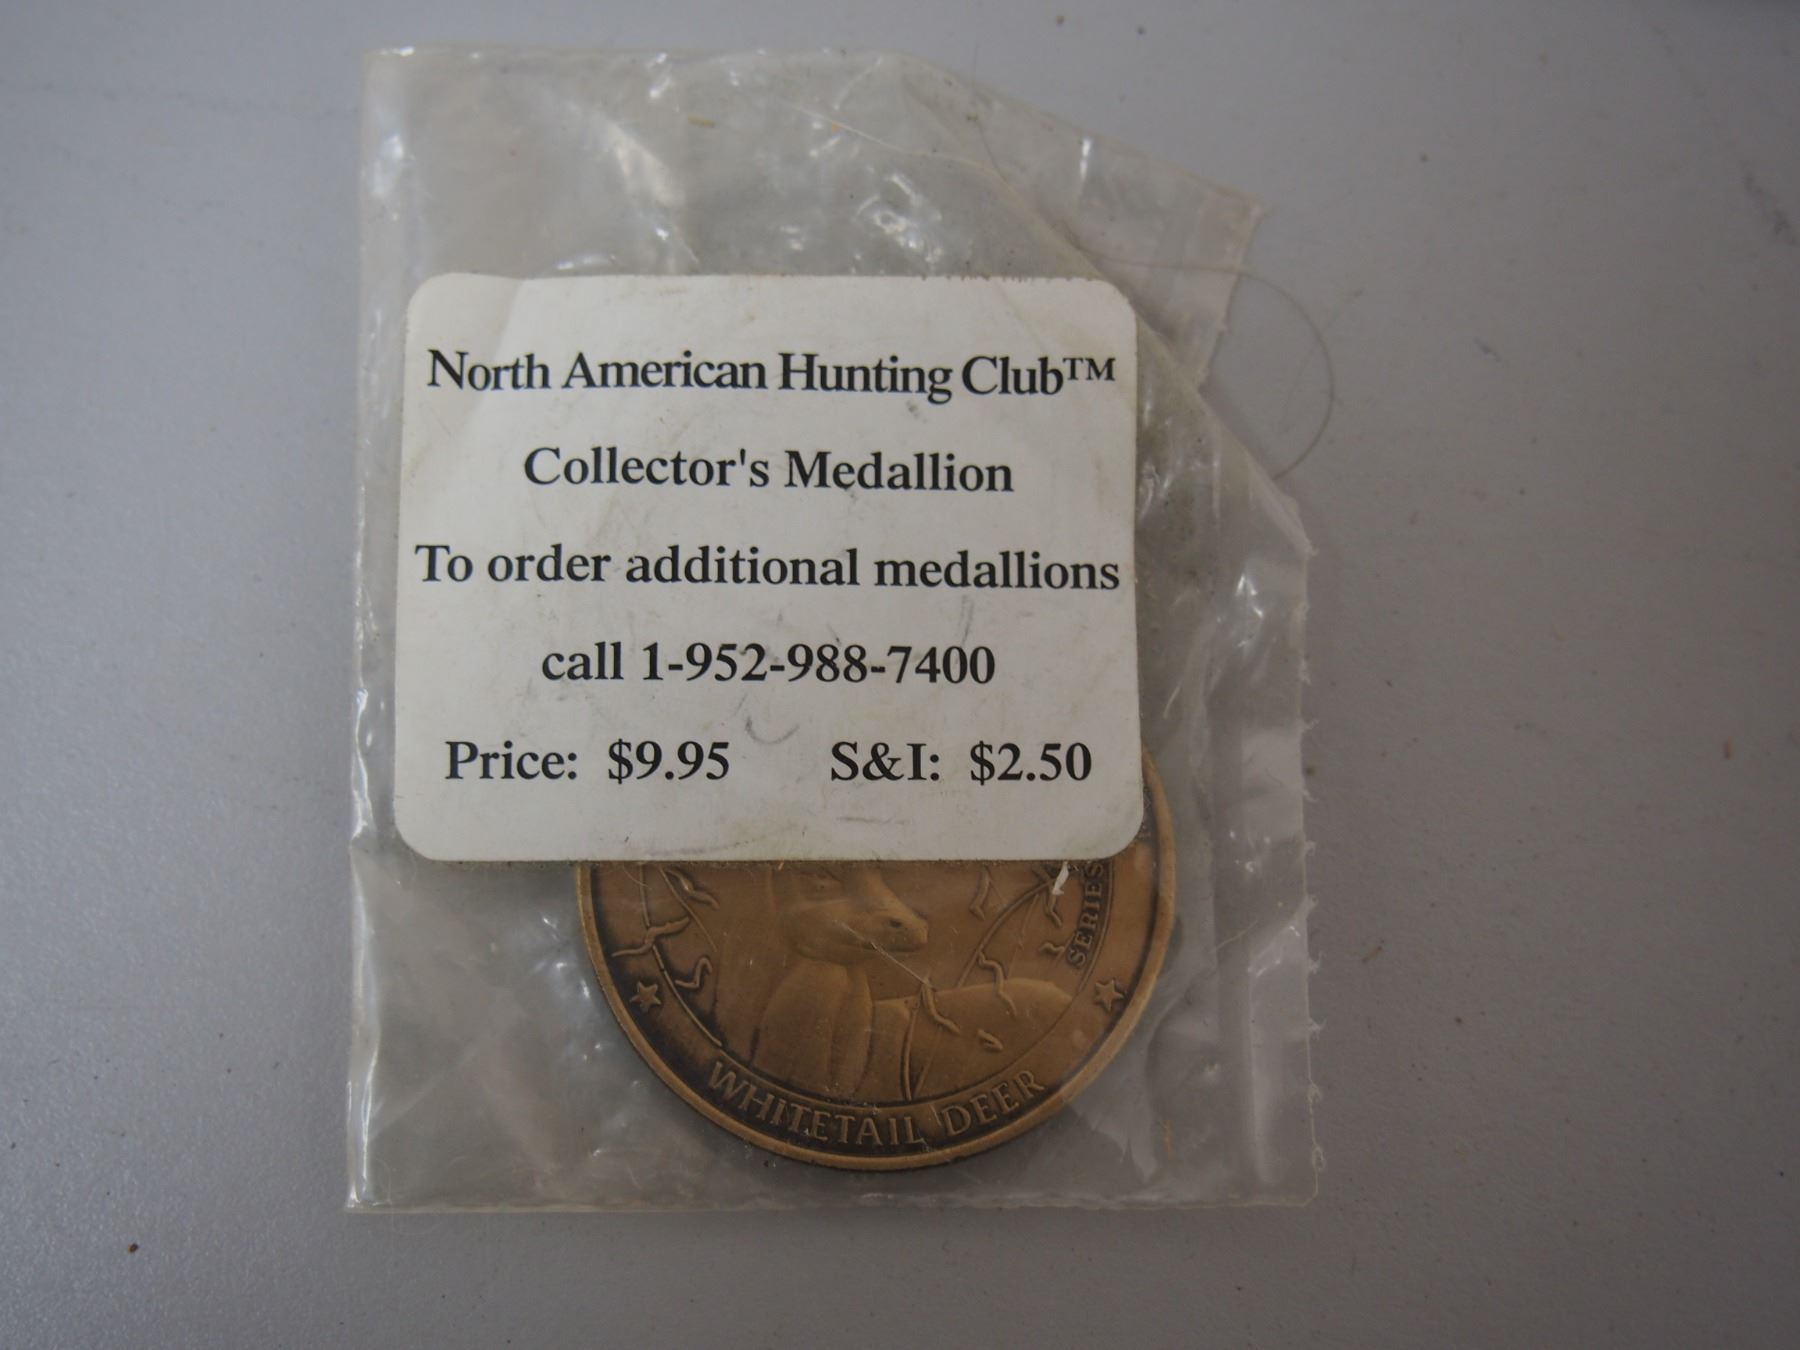 North American Hunting Club™
Collector's Medallion
To order additional medallions
call 1-952-988-7400
Price: $9.95 S&I: $2.50
SERIES
WHITETAIL DEER